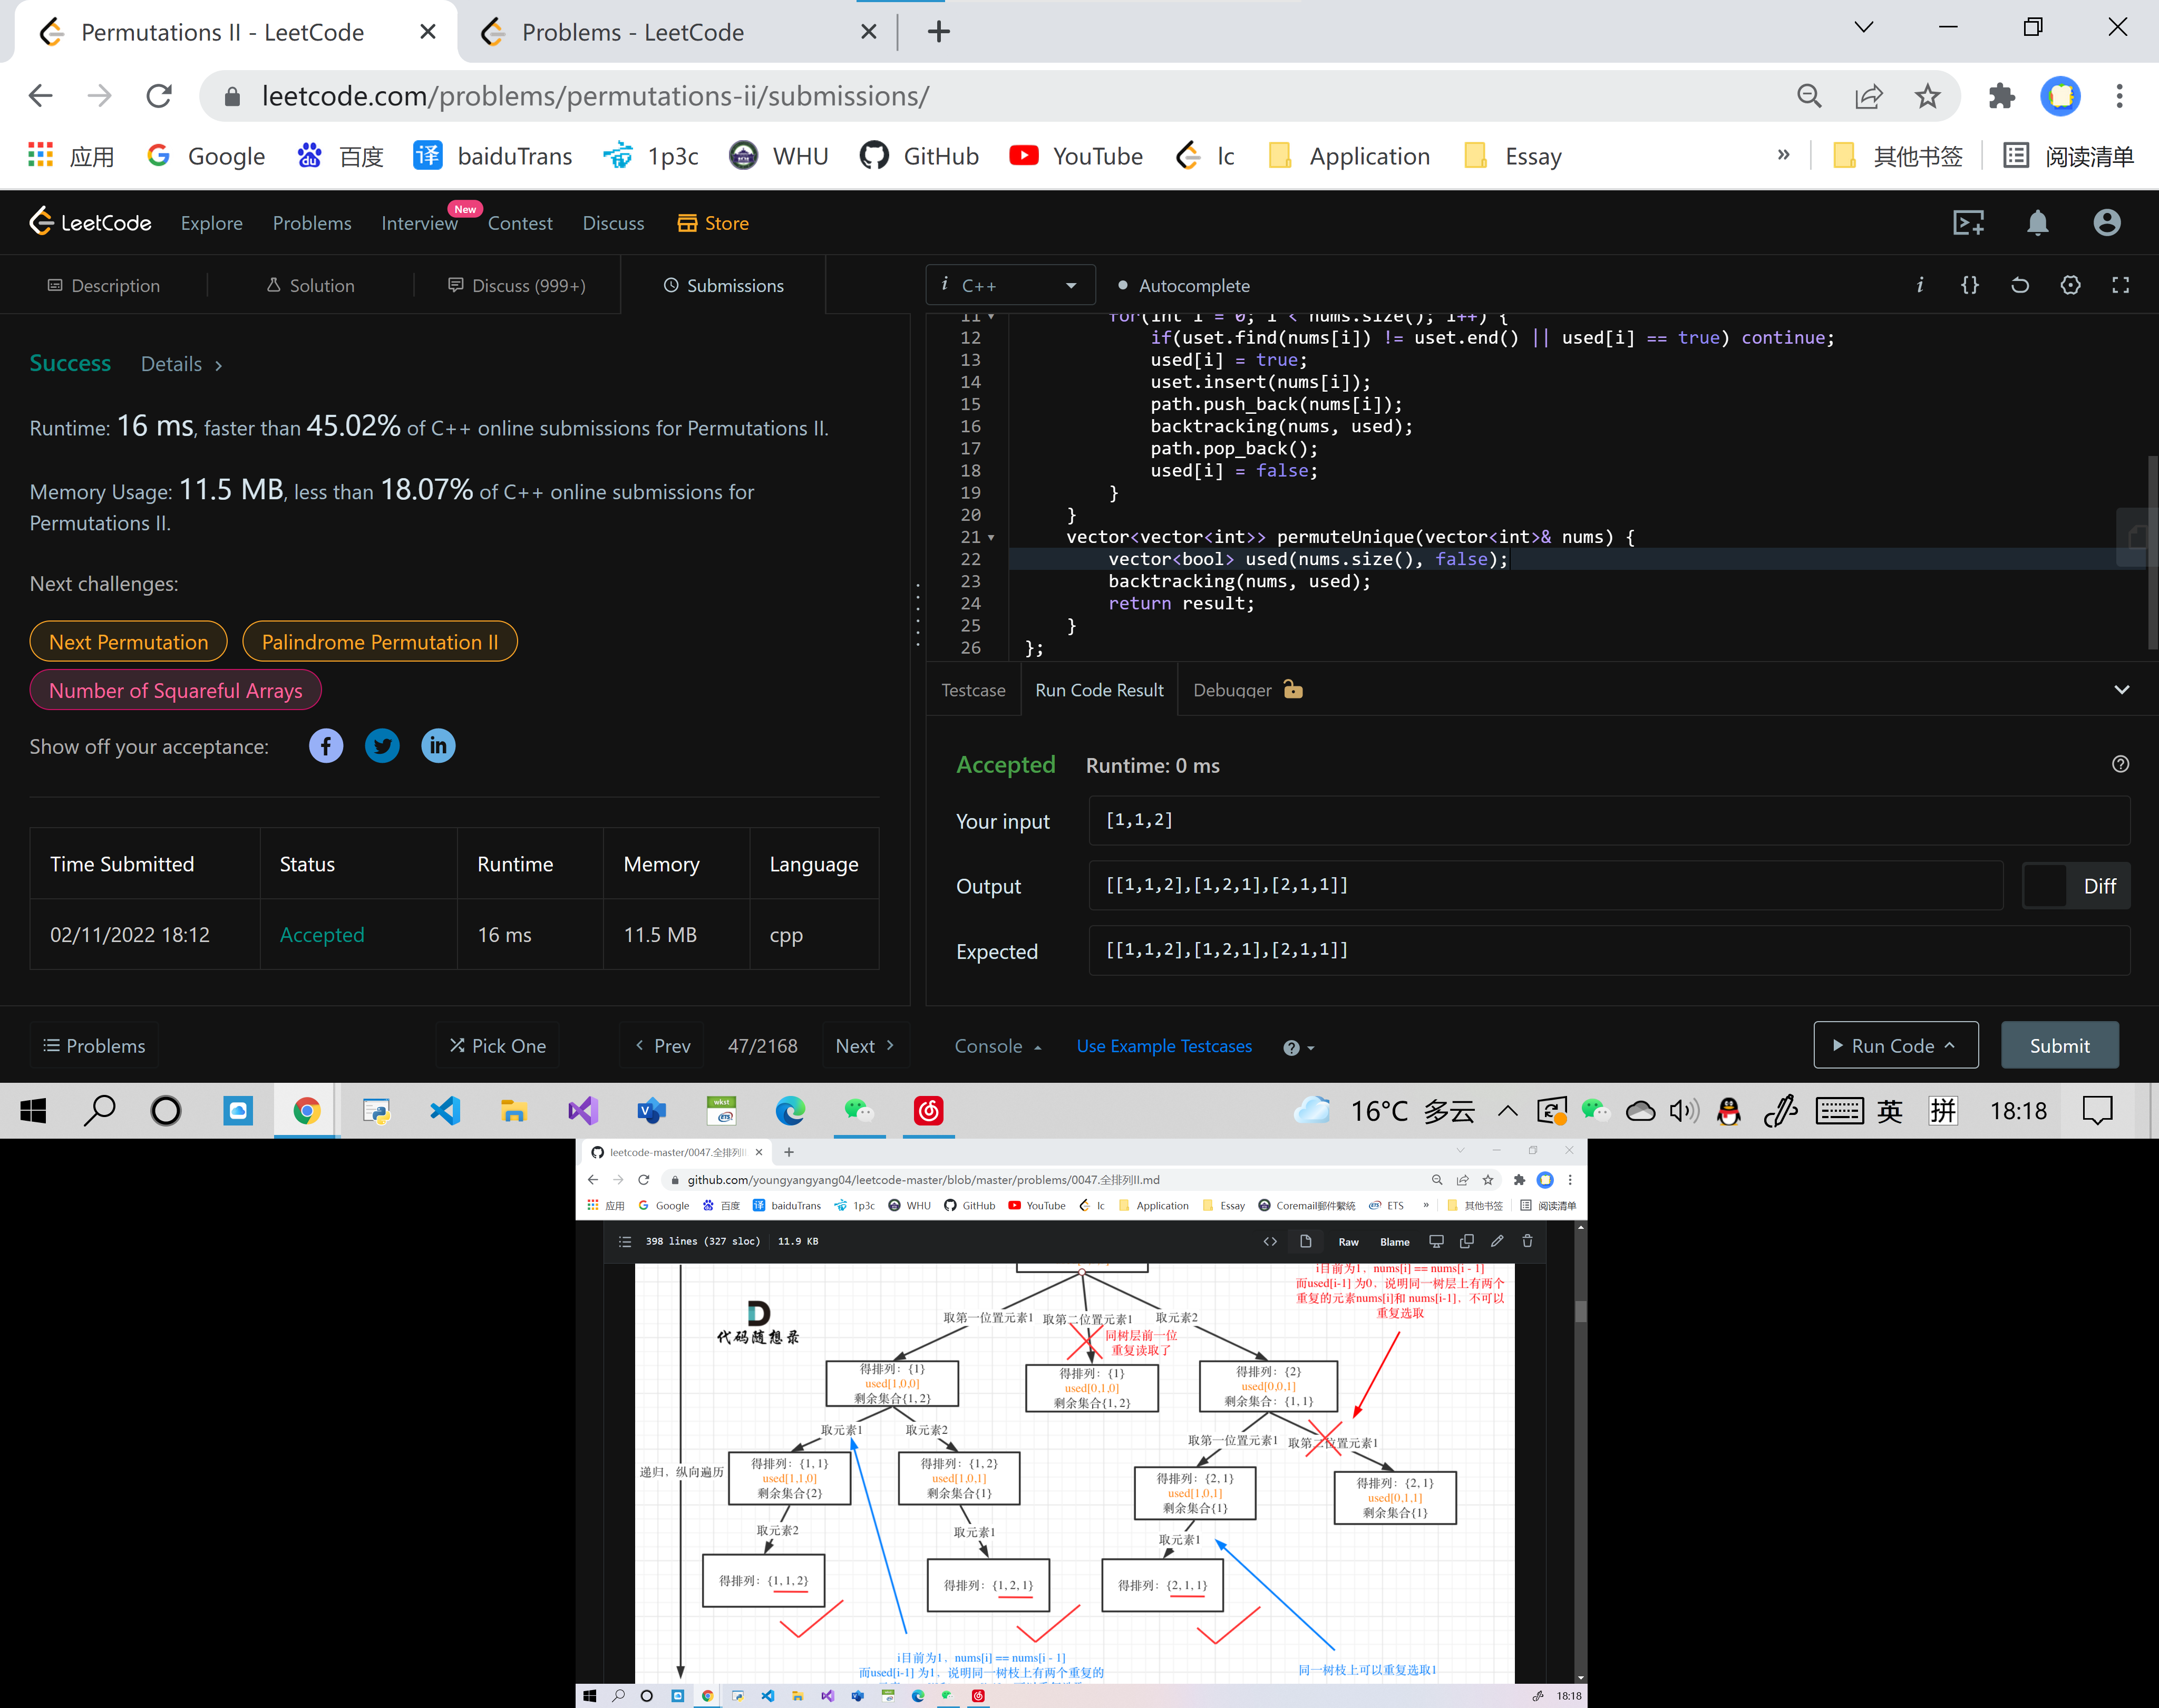 Permutations II - LeetCode
Problems - LeetCode
leetcode.com/problems/permutations-ii/submissions/
应用 Google 百度 译 baiduTrans 1p3c WHU GitHub YouTube lc Application Essay » 其他书签 阅读清单
LeetCode Explore Problems Interview New Contest Discuss Store
Description Solution Discuss (999+) Submissions
i C++ Autocomplete
Success Details >
Runtime: 16 ms, faster than 45.02% of C++ online submissions for Permutations II.
Memory Usage: 11.5 MB, less than 18.07% of C++ online submissions for
Permutations II.
Next challenges:
Next Permutation Palindrome Permutation II
Number of Squareful Arrays
Show off your acceptance:
Time Submitted Status Runtime Memory Language
02/11/2022 18:12 Accepted 16 ms 11.5 MB cpp
11 for(int i = 0; i < nums.size(); i++) {
12 if(uset.find(nums[i]) != uset.end() || used[i] == true) continue;
13 used[i] = true;
14 uset.insert(nums[i]);
15 path.push_back(nums[i]);
16 backtracking(nums, used);
17 path.pop_back();
18 used[i] = false;
19 }
20 }
21 vector<vector<int>> permuteUnique(vector<int>& nums) {
22 vector<bool> used(nums.size(), false);
23 backtracking(nums, used);
24 return result;
25 }
26 };
Testcase Run Code Result Debugger
Accepted Runtime: 0 ms
Your input [1,1,2]
Output [[1,1,2],[1,2,1],[2,1,1]] Diff
Expected [[1,1,2],[1,2,1],[2,1,1]]
Problems Pick One Prev 47/2168 Next
Console Use Example Testcases Run Code Submit
16°C 多云 英 拼 18:18
leetcode-master/0047.全排列II
github.com/youngyangyang04/leetcode-master/blob/master/problems/0047.全排列II.md
应用 Google 百度 译 baiduTrans 1p3c WHU GitHub YouTube lc Application Essay Coremail郵件繫統 ETS » 其他书签 阅读清单
398 lines (327 sloc) 11.9 KB Raw Blame
i目前为1，nums[i] == nums[i - 1]
而used[i-1] 为0，说明同一树层上有两个
重复的元素nums[i]和 nums[i-1]，不可以
重复选取
代码随想录
取第一位置元素1 取第二位置元素1 取元素2
同树层前一位
重复读取了
得排列：{1}
used[1,0,0]
剩余集合{1, 2}
得排列：{1}
used[0,1,0]
剩余集合{1, 2}
得排列：{2}
used[0,0,1]
剩余集合：{1, 1}
取元素1 取元素2 取第一位置元素1 取第二位置元素1
递归，纵向遍历
得排列：{1, 1}
used[1,1,0]
剩余集合{2}
得排列：{1, 2}
used[1,0,1]
剩余集合{1}
得排列：{2, 1}
used[1,0,1]
剩余集合{1}
得排列：{2, 1}
used[0,1,1]
剩余集合{1}
取元素2 取元素1 取元素1
得排列：{1, 1, 2} 得排列：{1, 2, 1} 得排列：{2, 1, 1}
i目前为1，nums[i] == nums[i - 1]
而used[i-1] 为1，说明同一树枝上有两个重复的
同一树枝上可以重复选取1
18:18